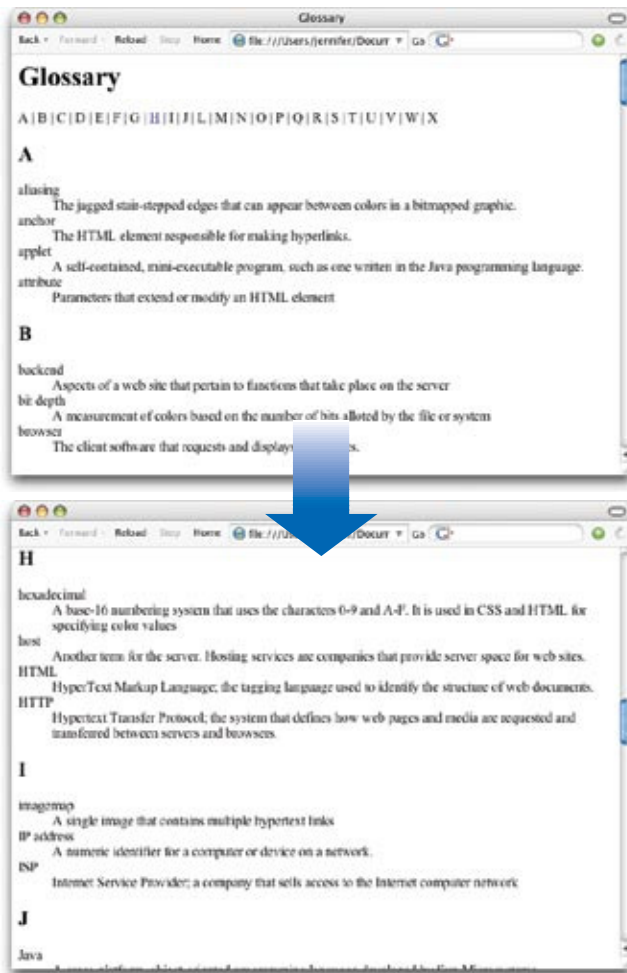 Glossary
Back Forward Reload Stop Home file:///Users/jennifer/Docum Go
Glossary
A | B | C | D | E | F | G | H | I | J | L | M | N | O | P | Q | R | S | T | U | V | W | X
A
aliasing
The jagged stair-stepped edges that can appear between colors in a bitmapped graphic.
anchor
The HTML element responsible for making hyperlinks.
applet
A self-contained, mini-executable program, such as one written in the Java programming language.
attribute
Parameters that extend or modify an HTML element
B
backend
Aspects of a web site that pertain to functions that take place on the server
bit depth
A measurement of colors based on the number of bits alloted by the file or system
browser
The client software that requests and displays
Back Forward Reload Stop Home Go
H
hexadecimal
A base-16 numbering system that uses the characters 0-9 and A-F. It is used in CSS and HTML for
specifying color values
host
Another term for the server. Hosting services are companies that provide server space for web sites.
HTML
HyperText Markup Language; the tagging language used to identify the structure of web documents.
HTTP
Hypertext Transfer Protocol; the system that defines how web pages and media are requested and
transferred between servers and browsers.
I
imagemap
A single image that contains multiple hypertext links
IP address
A numeric identifier for a computer or device on a network.
ISP
Internet Service Provider; a company that sells access to the Internet computer network
J
Java